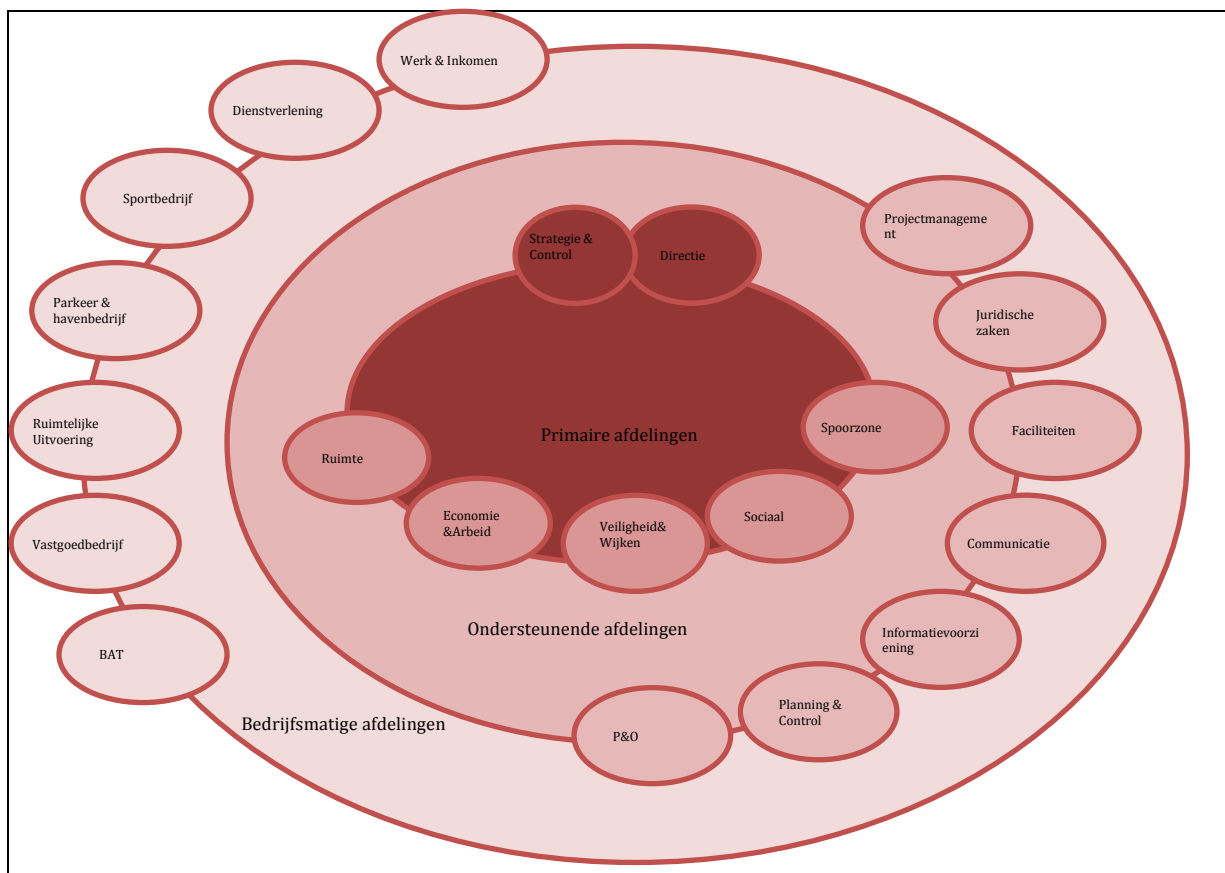 Werk & Inkomen
Dienstverlening
Sportbedrijf
Parkeer &
havenbedrijf
Ruimtelijke
Uitvoering
Vastgoedbedrijf
BAT
Bedrijfsmatige afdelingen
Projectmanageme
nt
Juridische
zaken
Faciliteiten
Communicatie
Informatievoorzi
ening
Planning &
Control
P&O
Ondersteunende afdelingen
Strategie &
Control
Directie
Primaire afdelingen
Ruimte
Economie
&Arbeid
Veiligheid&
Wijken
Sociaal
Spoorzone